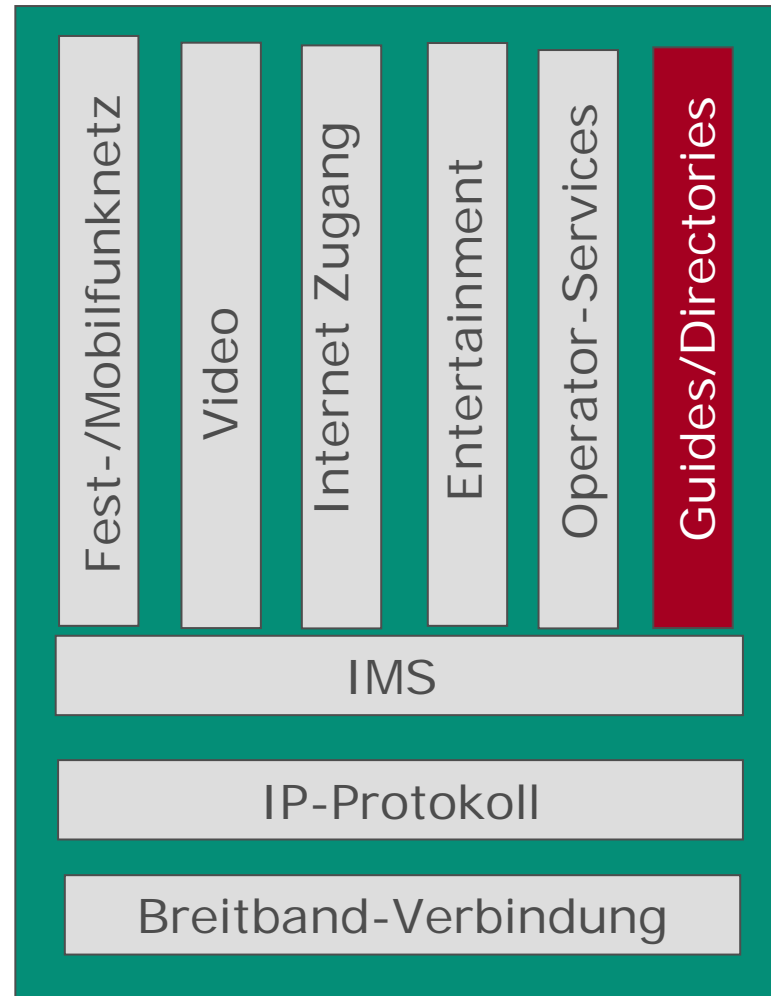 Fest-/Mobilfunknetz
Video
Internet Zugang
Entertainment
Operator-Services
Guides/Directories
IMS
IP-Protokoll
Breitband-Verbindung